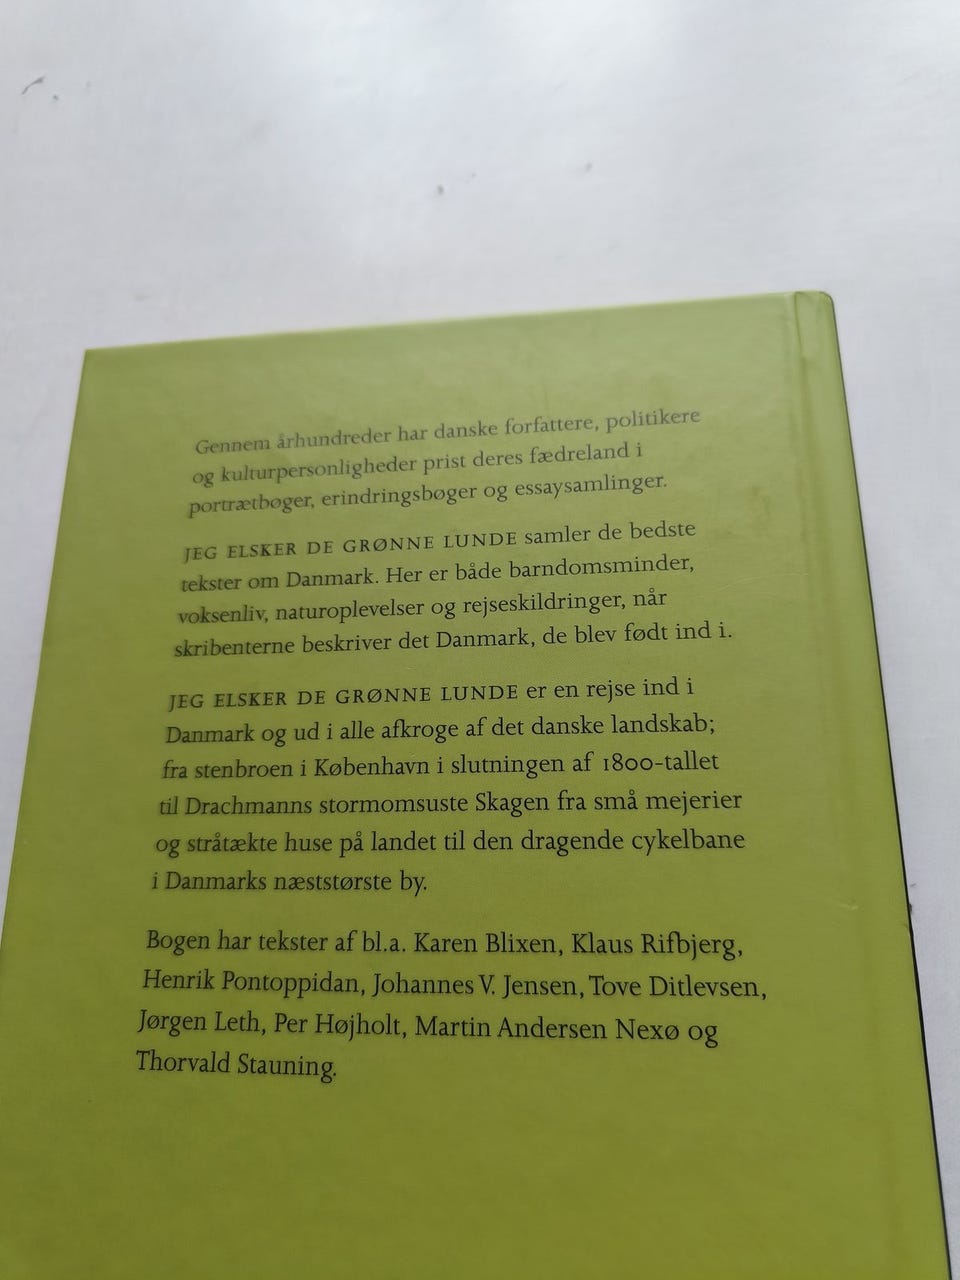 Gennem århundreder har danske forfattere, politikere
og kulturpersonligheder prist deres fædreland i
portrætbøger, erindringsbøger og essaysamlinger.
JEG ELSKER DE GRØNNE LUNDE samler de bedste
tekster om Danmark. Her er både barndomsminder,
voksenliv, naturoplevelser og rejseskildringer, når
skribenterne beskriver det Danmark, de blev født ind i.
JEG ELSKER DE GRØNNE LUNDE er en rejse ind i
Danmark og ud i alle afkroge af det danske landskab;
fra stenbroen i København i slutningen af 1800-tallet
til Drachmanns stormomsuste Skagen fra små mejerier
og stråtækte huse på landet til den dragende cykelbane
i Danmarks næststørste by.
Bogen har tekster af bl.a. Karen Blixen, Klaus Rifbjerg,
Henrik Pontoppidan, Johannes V. Jensen, Tove Ditlevsen,
Jørgen Leth, Per Højholt, Martin Andersen Nexø og
Thorvald Stauning.